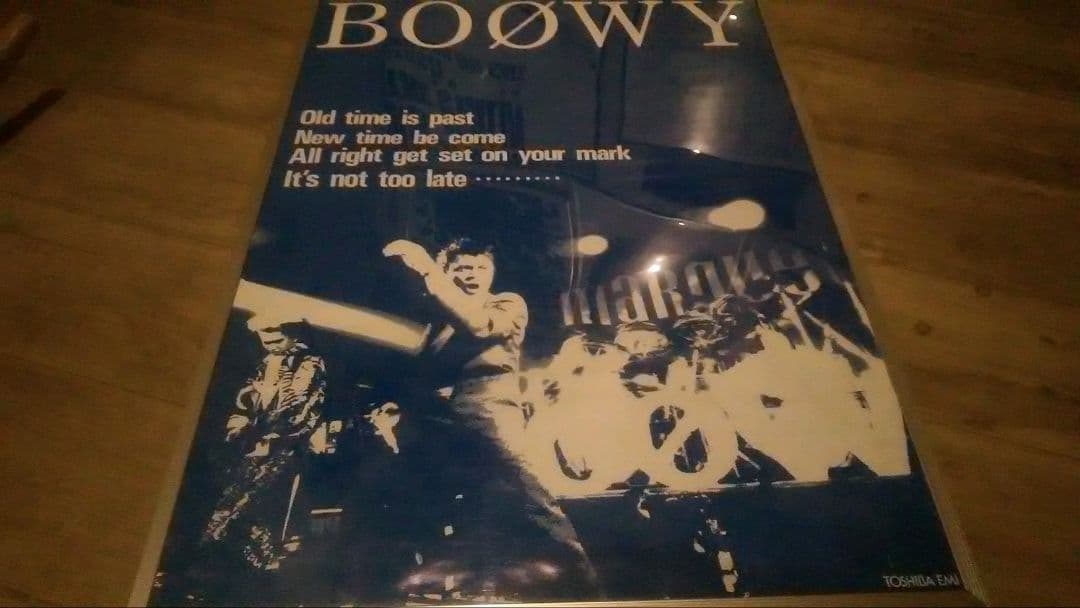 BOØWY
Old time is past
New time be come
All right get set on your mark
It's not too late ·········
MARQUEE
TOSHIBA EMI